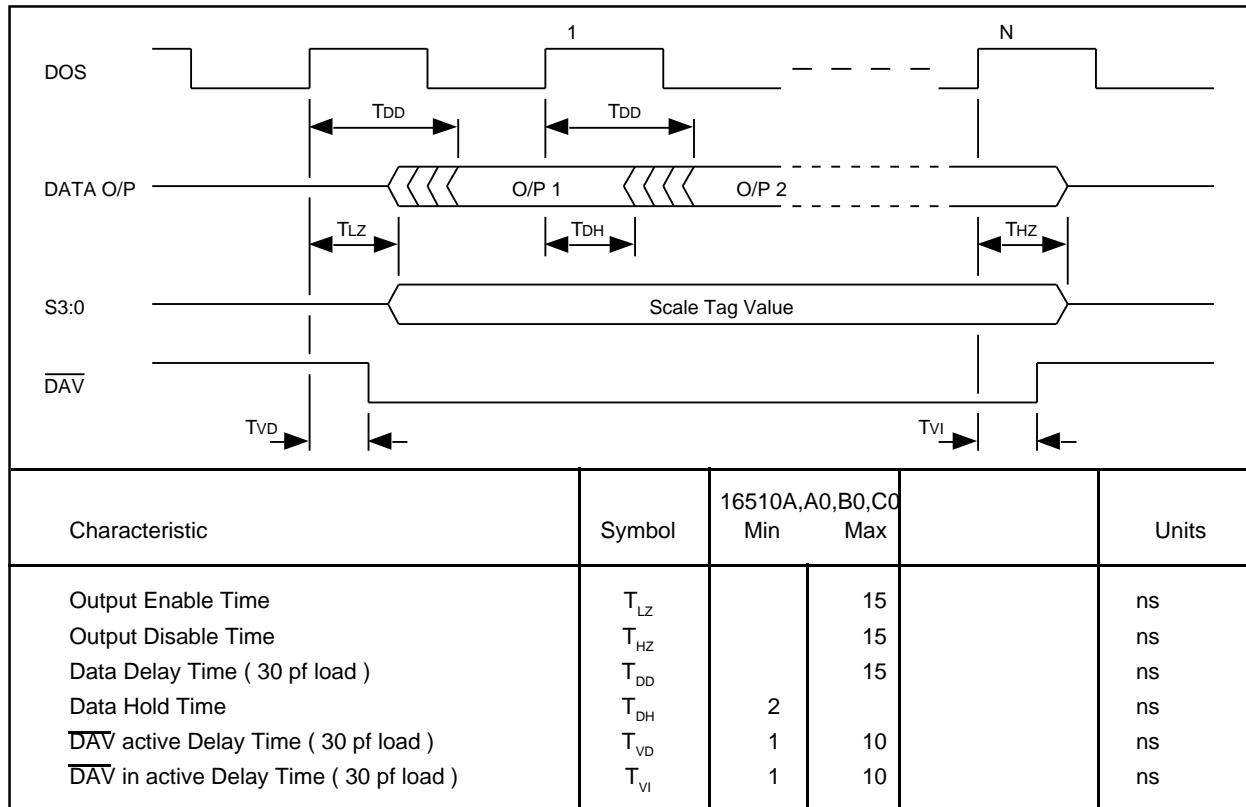 1 N
DOS
TDD TDD
DATA O/P O/P 1 O/P 2
TLZ TDH THZ
S3:0 Scale Tag Value
DAV
TVD TVI
16510A,A0,B0,C0
Characteristic Symbol Min Max Units
Output Enable Time TLZ 15 ns
Output Disable Time THZ 15 ns
Data Delay Time ( 30 pf load ) TDD 15 ns
Data Hold Time TDH 2 ns
DAV active Delay Time ( 30 pf load ) TVD 1 10 ns
DAV in active Delay Time ( 30 pf load ) TVI 1 10 ns